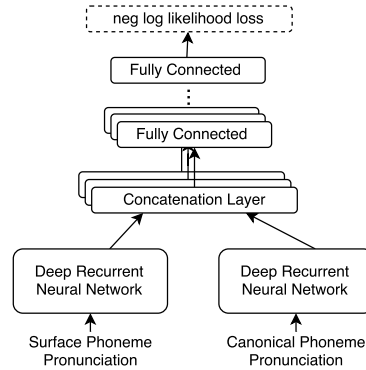 neg log likelihood loss
Fully Connected
Fully Connected
Concatenation Layer
Deep Recurrent
Neural Network
Deep Recurrent
Neural Network
Surface Phoneme
Pronunciation
Canonical Phoneme
Pronunciation